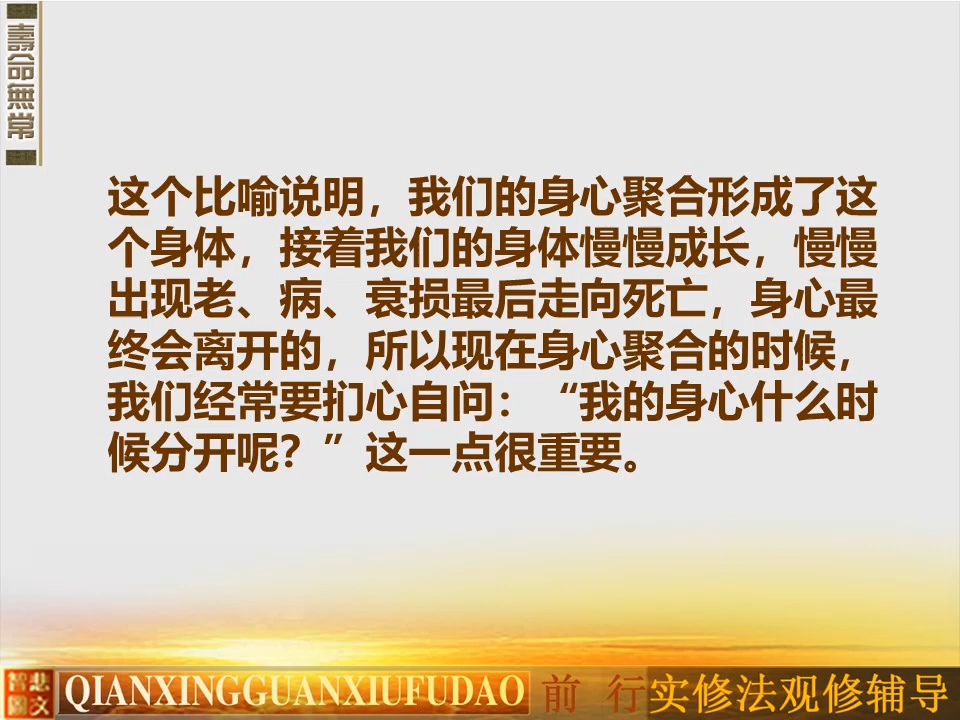 壽命無常
这个比喻说明，我们的身心聚合形成了这
个身体，接着我们的身体慢慢成长，慢慢
出现老、病、衰损最后走向死亡，身心最
终会离开的，所以现在身心聚合的时候，
我们经常要扪心自问：“我的身心什么时
候分开呢？”这一点很重要。
QIANXINGGUANXIUFUDAO 前 行实修法观修辅导